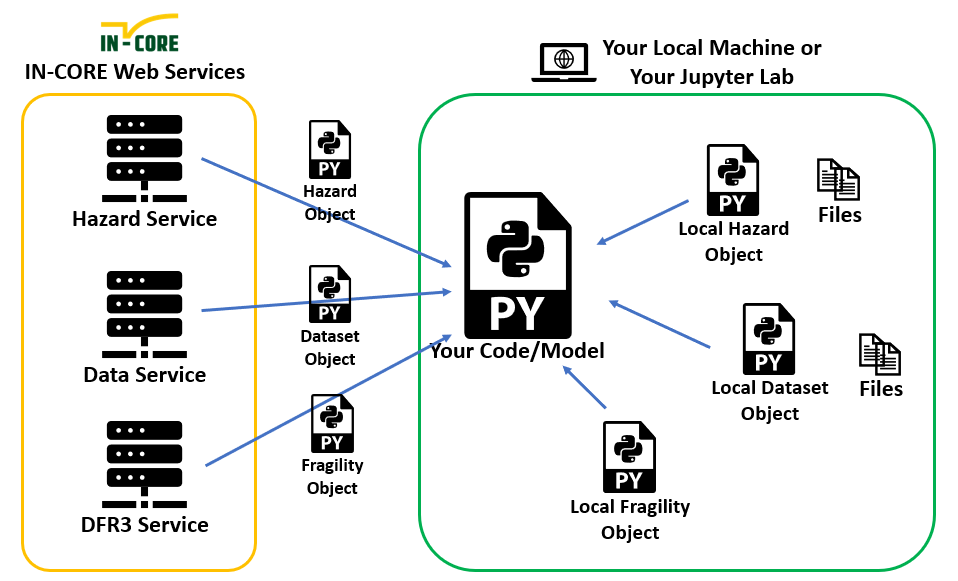 IN-CORE
IN-CORE Web Services
Hazard Service
Data Service
DFR3 Service
PY
Hazard
Object
PY
Dataset
Object
PY
Fragility
Object
Your Local Machine or
Your Jupyter Lab
PY
Your Code/Model
PY
Local Hazard
Object
Files
PY
Local Dataset
Object
Files
PY
Local Fragility
Object